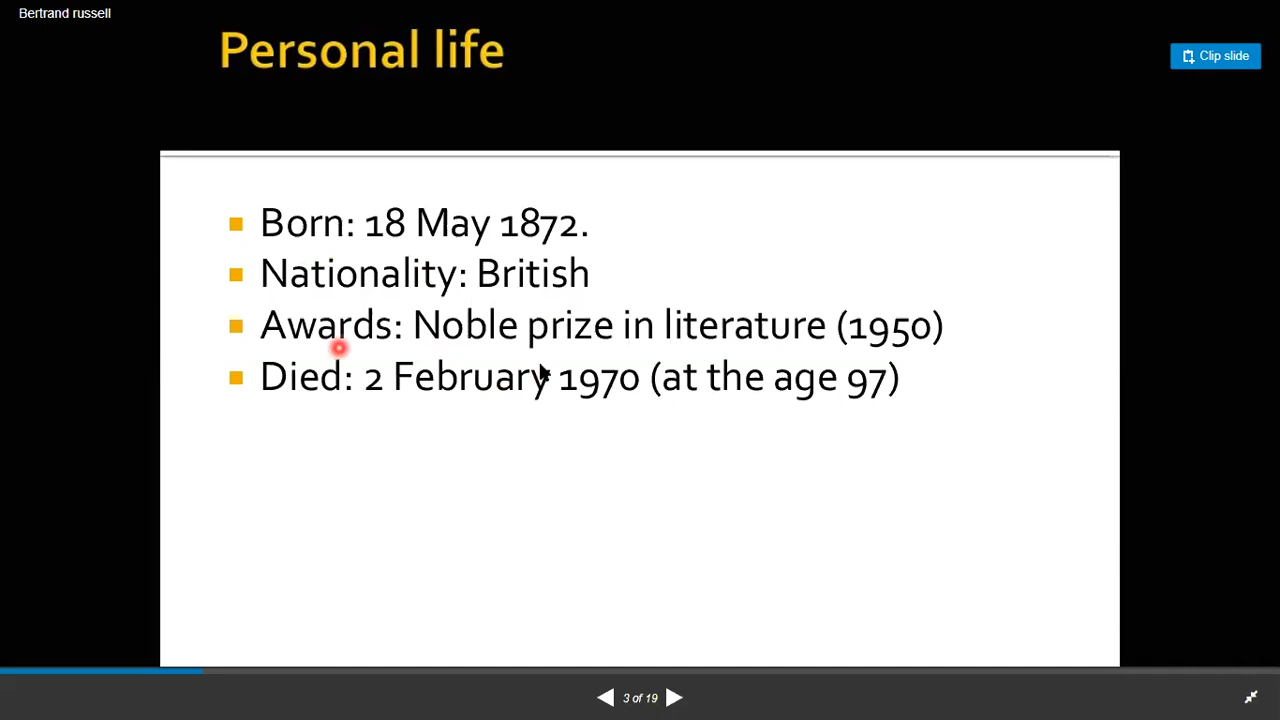 Bertrand russell
Personal life
Clip slide
Born: 18 May 1872.
Nationality: British
Awards: Noble prize in literature (1950)
Died: 2 February 1970 (at the age 97)
3 of 19